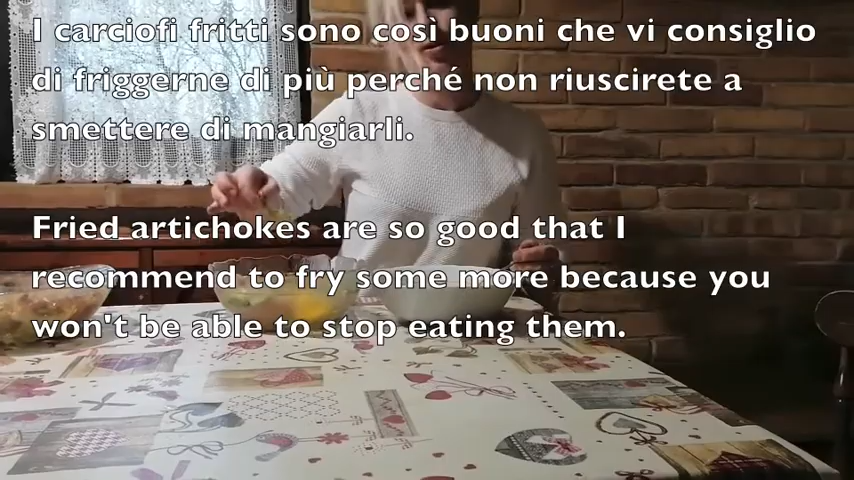 I carciofi fritti sono così buoni che vi consiglio
di friggerne di più perché non riuscirete a
smettere di mangiarli.
Fried artichokes are so good that I
recommend to fry some more because you
won't be able to stop eating them.